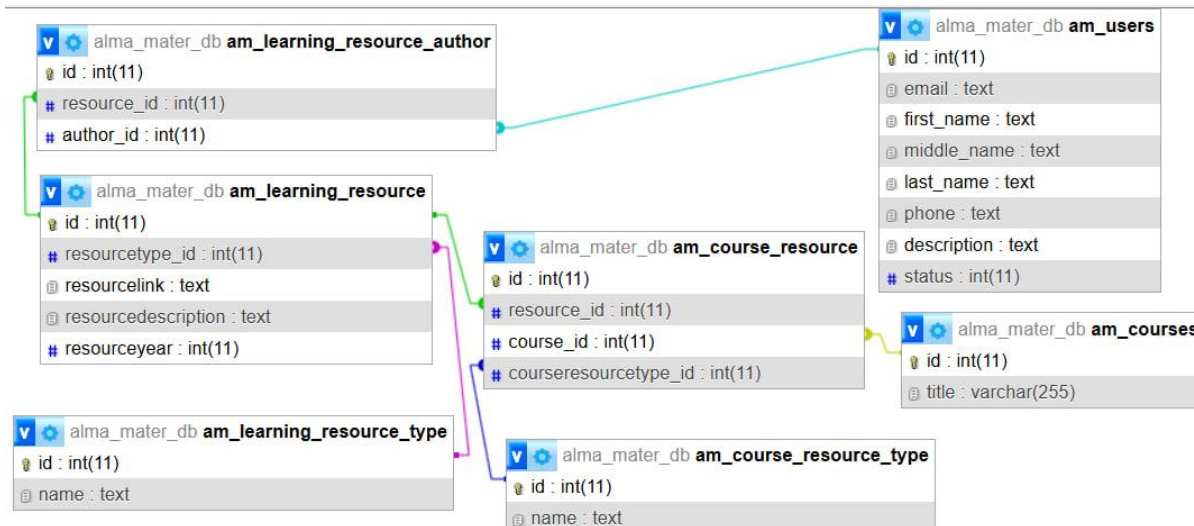 v alma_mater_db am_learning_resource_author
id : int(11)
# resource_id : int(11)
# author_id : int(11)
v alma_mater_db am_users
id : int(11)
email : text
first_name : text
middle_name : text
last_name : text
phone : text
description : text
# status : int(11)
v alma_mater_db am_learning_resource
id : int(11)
# resourcetype_id : int(11)
resourcelink : text
resourcedescription : text
# resourceyear : int(11)
v alma_mater_db am_course_resource
id : int(11)
# resource_id : int(11)
# course_id : int(11)
# courseresourcetype_id : int(11)
v alma_mater_db am_courses
id : int(11)
title : varchar(255)
v alma_mater_db am_learning_resource_type
id : int(11)
name : text
v alma_mater_db am_course_resource_type
id : int(11)
name : text